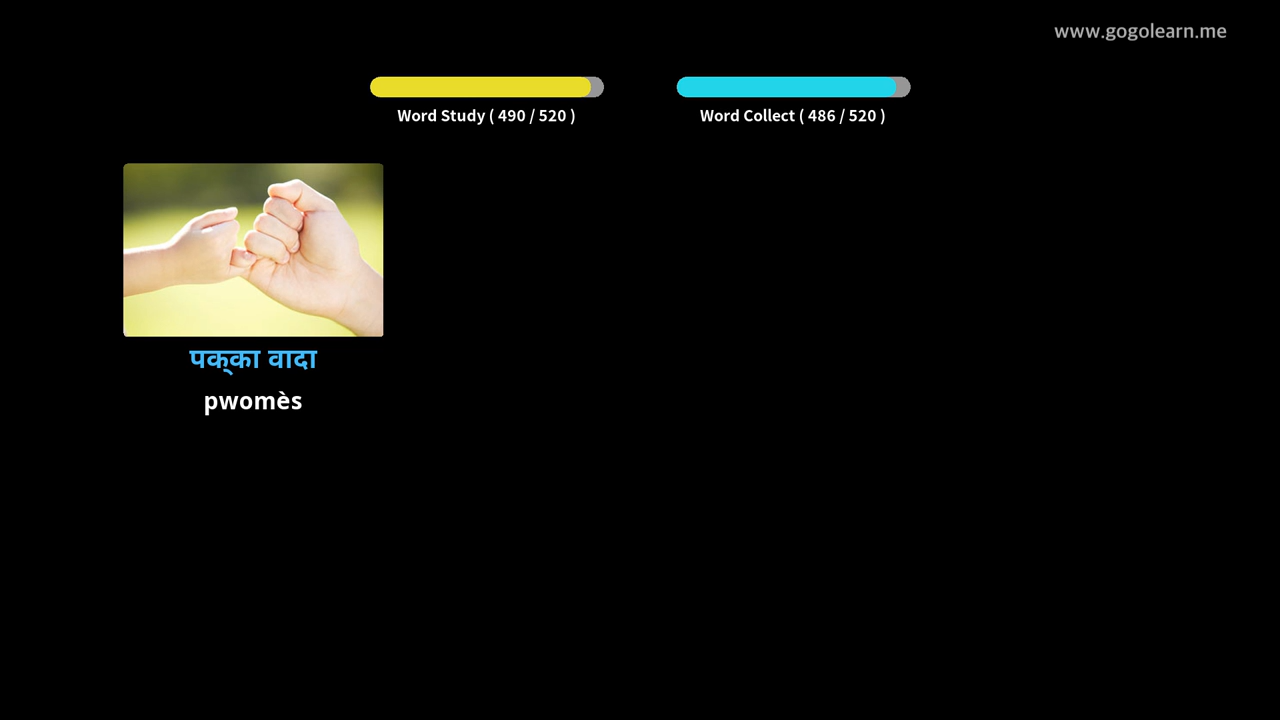 www.gogolearn.me
Word Study ( 490 / 520 )
Word Collect ( 486 / 520 )
पक्का वादा
pwomès